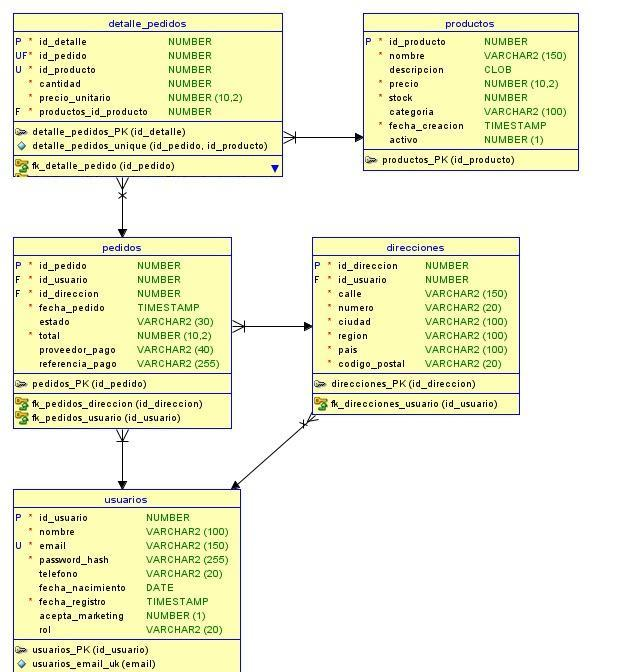 detalle_pedidos
P * id_detalle NUMBER
UF* id_pedido NUMBER
U * id_producto NUMBER
* cantidad NUMBER
* precio_unitario NUMBER (10,2)
F * productos_id_producto NUMBER
detalle_pedidos_PK (id_detalle)
detalle_pedidos_unique (id_pedido, id_producto)
fk_detalle_pedido (id_pedido)
productos
P * id_producto NUMBER
* nombre VARCHAR2 (150)
descripcion CLOB
* precio NUMBER (10,2)
* stock NUMBER
categoria VARCHAR2 (100)
* fecha_creacion TIMESTAMP
activo NUMBER (1)
productos_PK (id_producto)
pedidos
P * id_pedido NUMBER
F * id_usuario NUMBER
F * id_direccion NUMBER
* fecha_pedido TIMESTAMP
estado VARCHAR2 (30)
* total NUMBER (10,2)
proveedor_pago VARCHAR2 (40)
referencia_pago VARCHAR2 (255)
pedidos_PK (id_pedido)
fk_pedidos_direccion (id_direccion)
fk_pedidos_usuario (id_usuario)
direcciones
P * id_direccion NUMBER
F * id_usuario NUMBER
* calle VARCHAR2 (150)
* numero VARCHAR2 (20)
* ciudad VARCHAR2 (100)
* region VARCHAR2 (100)
* pais VARCHAR2 (100)
* codigo_postal VARCHAR2 (20)
direcciones_PK (id_direccion)
fk_direcciones_usuario (id_usuario)
usuarios
P * id_usuario NUMBER
* nombre VARCHAR2 (100)
U * email VARCHAR2 (150)
* password_hash VARCHAR2 (255)
telefono VARCHAR2 (20)
fecha_nacimiento DATE
* fecha_registro TIMESTAMP
acepta_marketing NUMBER (1)
rol VARCHAR2 (20)
usuarios_PK (id_usuario)
usuarios_email_uk (email)